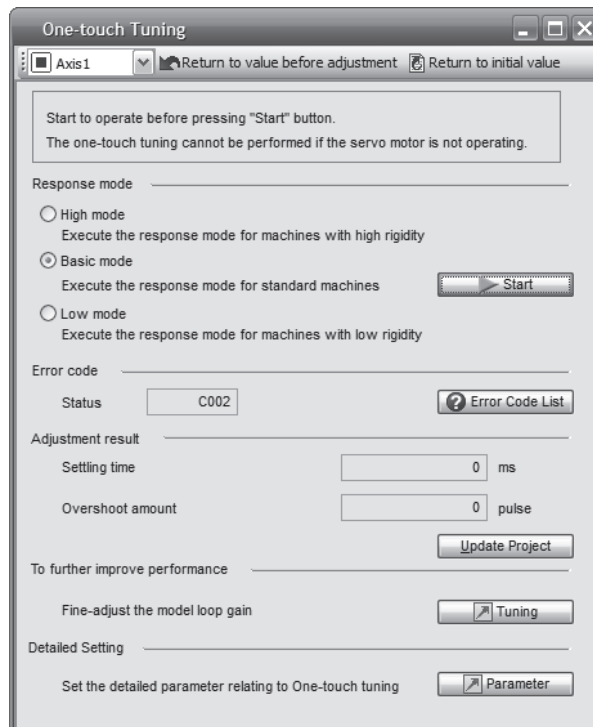 One-touch Tuning
Axis1 Return to value before adjustment Return to initial value
Start to operate before pressing "Start" button.
The one-touch tuning cannot be performed if the servo motor is not operating.
Response mode
High mode
Execute the response mode for machines with high rigidity
Basic mode
Execute the response mode for standard machines Start
Low mode
Execute the response mode for machines with low rigidity
Error code
Status C002 Error Code List
Adjustment result
Settling time 0 ms
Overshoot amount 0 pulse
Update Project
To further improve performance
Fine-adjust the model loop gain Tuning
Detailed Setting
Set the detailed parameter relating to One-touch tuning Parameter